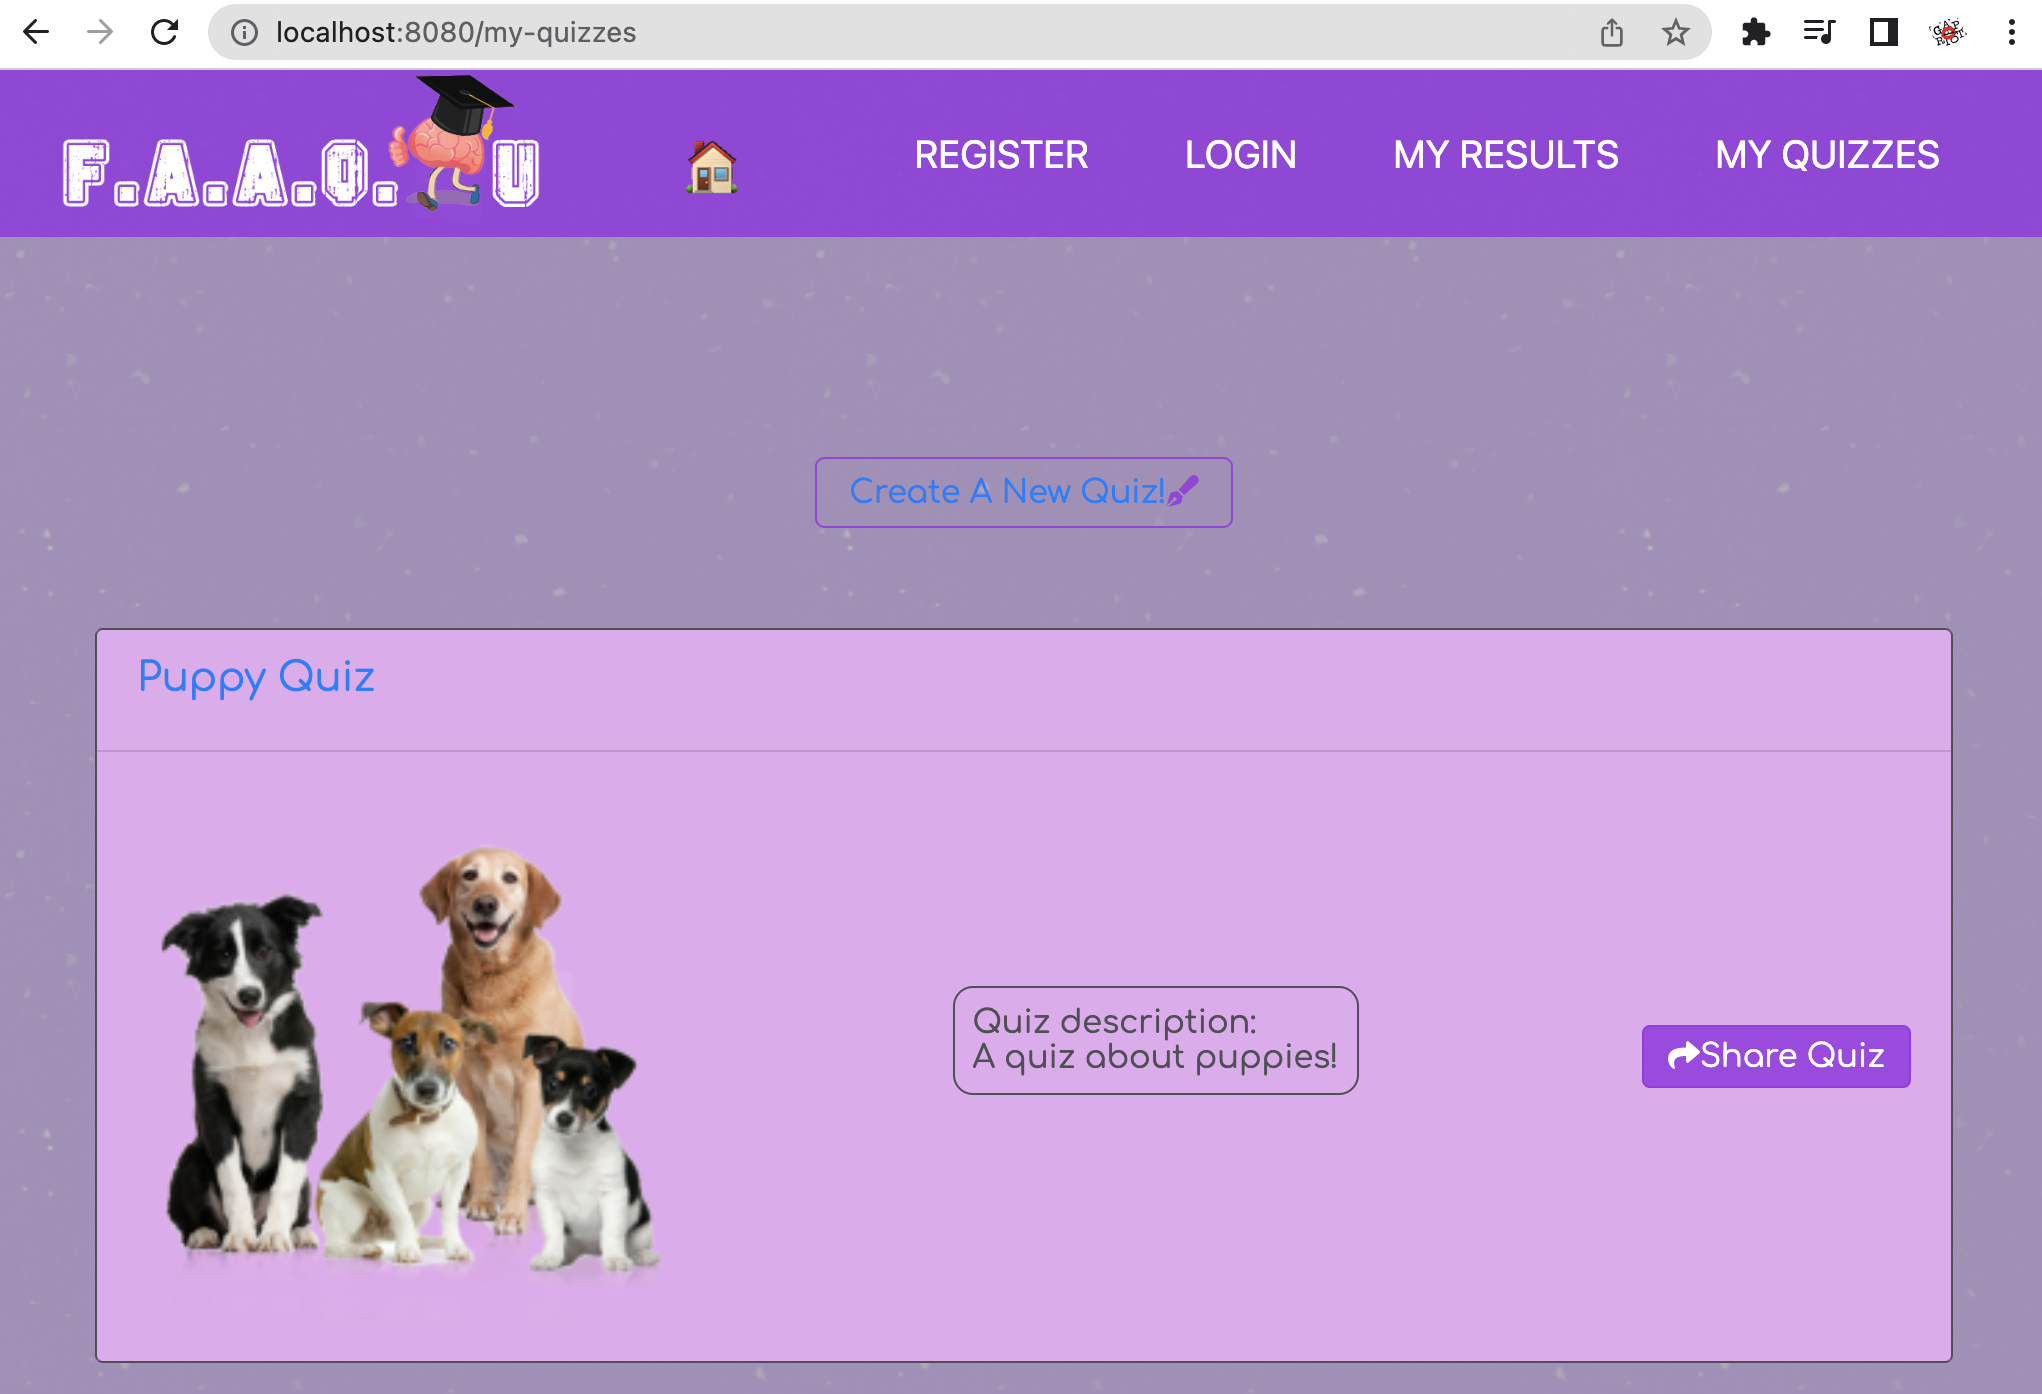 localhost:8080/my-quizzes
F.A.A.Q.U
REGISTER LOGIN MY RESULTS MY QUIZZES
Create A New Quiz!
Puppy Quiz
Quiz description:
A quiz about puppies!
Share Quiz